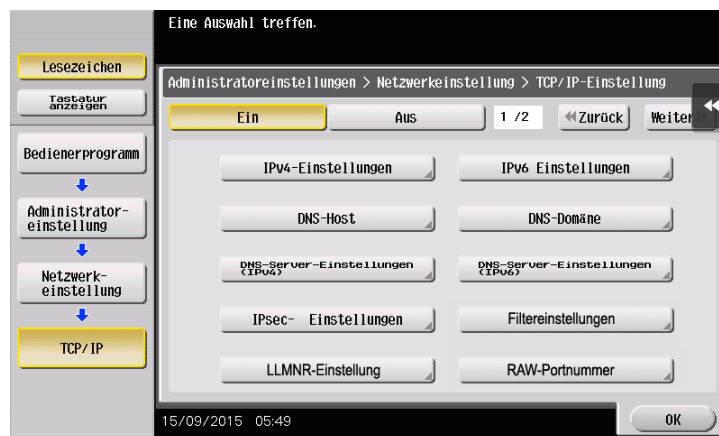 Eine Auswahl treffen.
Lesezeichen
Tastatur
anzeigen
Bedienerprogramm
Administrator-
einstellung
Netzwerk-
einstellung
TCP/IP
Administratoreinstellungen > Netzwerkeinstellung > TCP/IP-Einstellung
Ein Aus 1 /2 Zurück Weiter
IPv4-Einstellungen IPv6 Einstellungen
DNS-Host DNS-Domäne
DNS-Server-Einstellungen
(IPv4)
DNS-Server-Einstellungen
(IPv6)
IPsec- Einstellungen Filtereinstellungen
LLMNR-Einstellung RAW-Portnummer
15/09/2015 05:49 OK